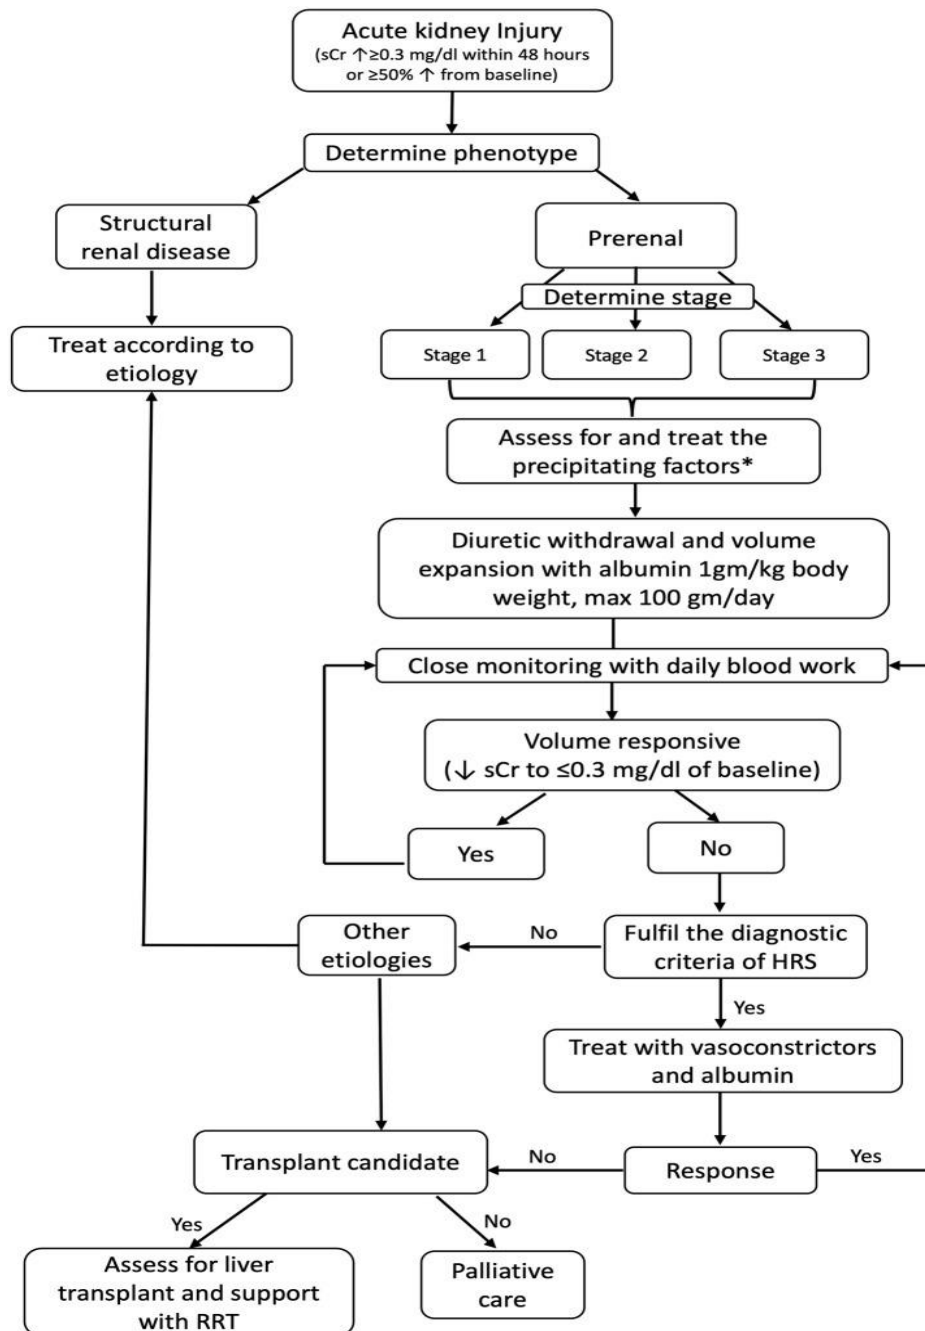 Acute kidney Injury
(sCr ↑≥0.3 mg/dl within 48 hours
or ≥50% ↑ from baseline)
Determine phenotype
Structural
renal disease
Prerenal
Determine stage
Treat according to
etiology
Stage 1
Stage 2
Stage 3
Assess for and treat the
precipitating factors*
Diuretic withdrawal and volume
expansion with albumin 1gm/kg body
weight, max 100 gm/day
Close monitoring with daily blood work
Volume responsive
(↓ sCr to ≤0.3 mg/dl of baseline)
Yes
No
Other
etiologies
No
Fulfil the diagnostic
criteria of HRS
Yes
Treat with vasoconstrictors
and albumin
Transplant candidate
No
Response
Yes
Yes
No
Assess for liver
transplant and support
with RRT
Palliative
care